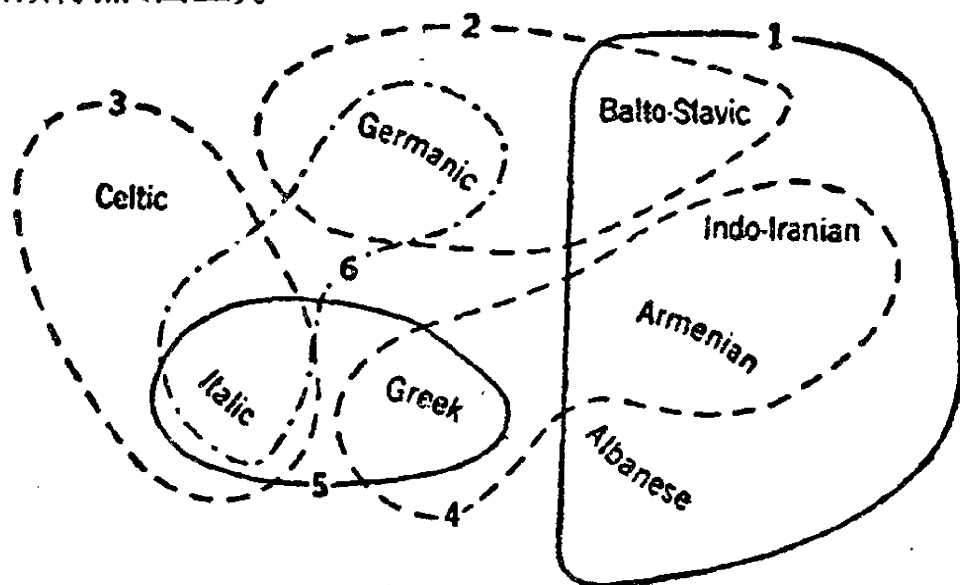 2
1
3
Germanic
Balto-Slavic
Celtic
Indo-Iranian
6
Armenian
Italic
Greek
Albanese
5
4